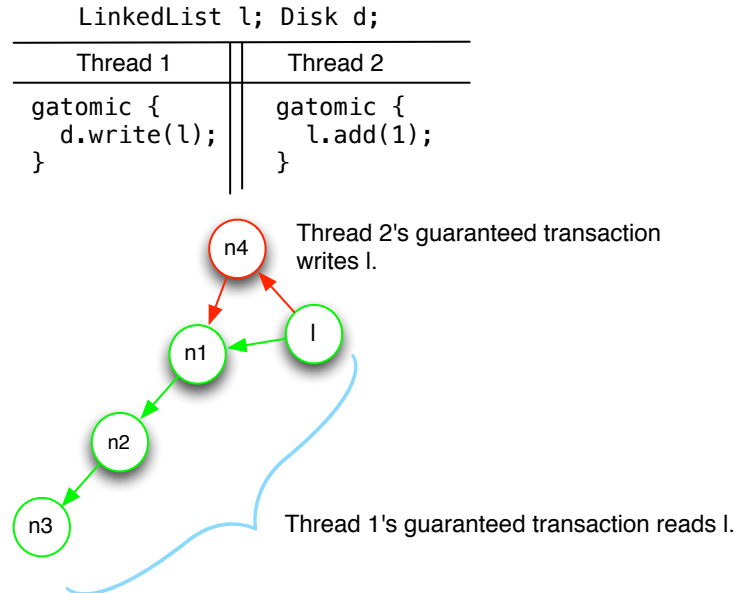 LinkedList l; Disk d;
Thread 1 Thread 2
gatomic { gatomic {
d.write(l); l.add(1);
} }
n4
Thread 2's guaranteed transaction
writes l.
l
n1
n2
n3
Thread 1's guaranteed transaction reads l.